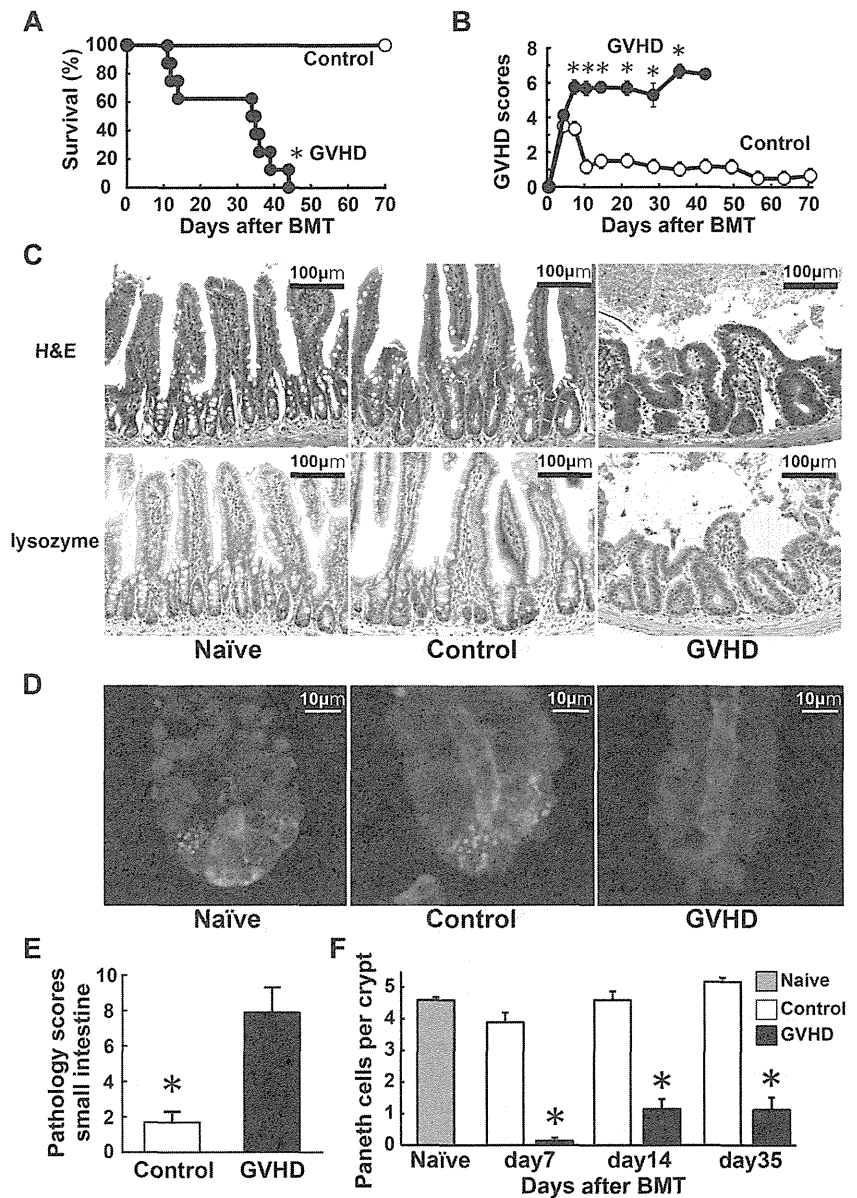 A
Survival (%)
100
80
60
40
20
0
Control
* GVHD
0 10 20 30 40 50 60 70
Days after BMT
B
GVHD scores
8
6
4
2
0
GVHD
* * * * * *
Control
0 10 20 30 40 50 60 70
Days after BMT
C
H&E
100μm
100μm
100μm
lysozyme
100μm
100μm
100μm
Naïve
Control
GVHD
D
10μm
10μm
10μm
Naïve
Control
GVHD
E
Pathology scores
small intestine
10
8
6
4
2
0
*
Control
GVHD
F
Paneth cells per crypt
5
4
3
2
1
0
* * *
Naive
Control
GVHD
Naïve
day7
day14
day35
Days after BMT